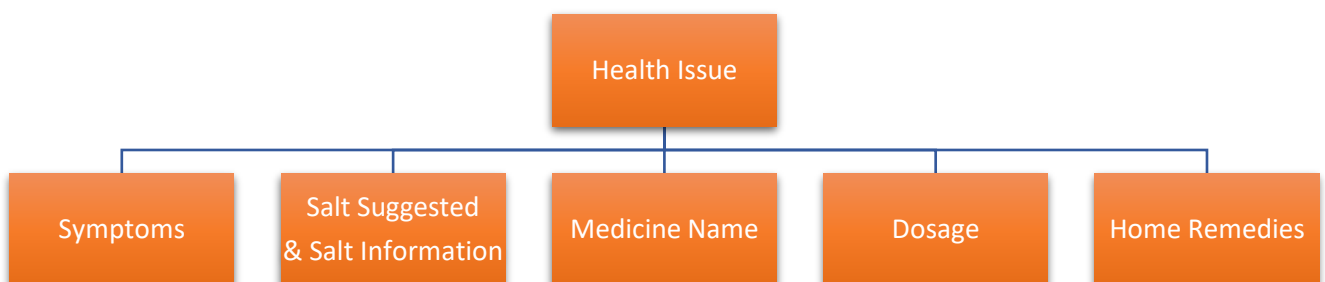 Health Issue
Symptoms
Salt Suggested
& Salt Information
Medicine Name
Dosage
Home Remedies